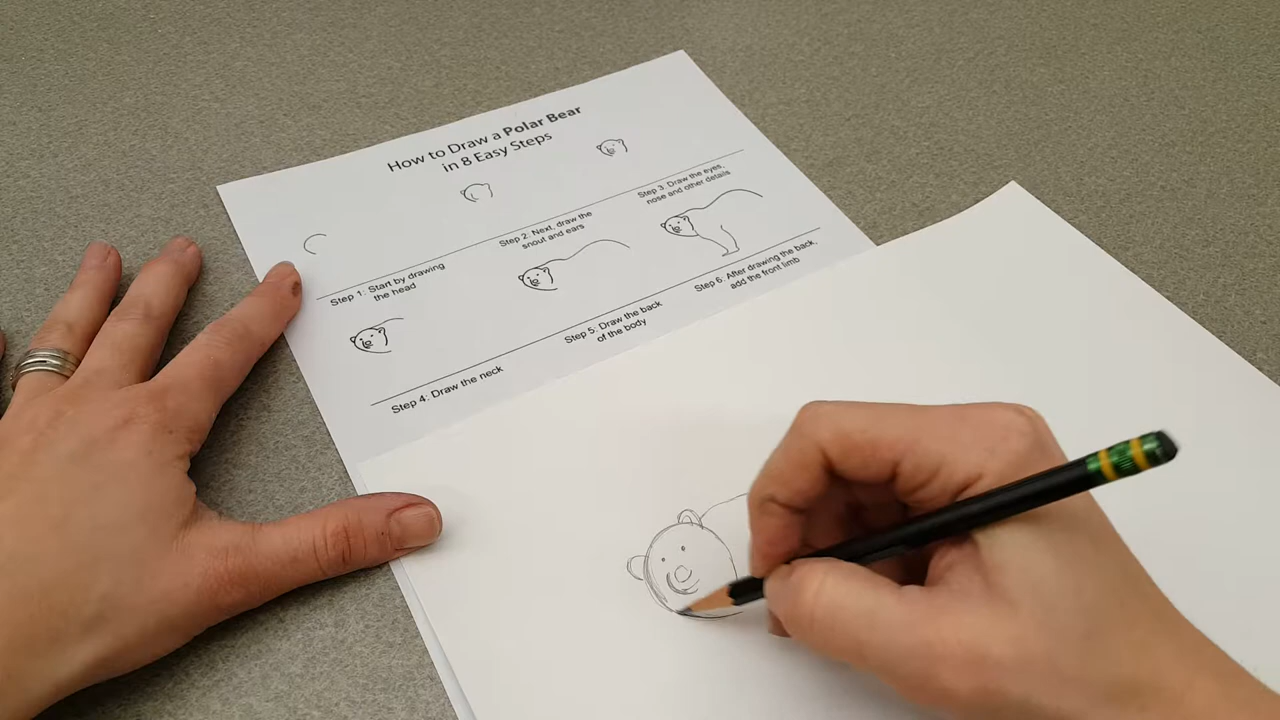 How to Draw a Polar Bear
in 8 Easy Steps
Step 1: Start by drawing
the head
Step 2: Next, draw the
snout and ears
Step 3: Draw the eyes,
nose and other details
Step 4: Draw the neck
Step 5: Draw the back
of the body
Step 6: After drawing the back,
add the front limb